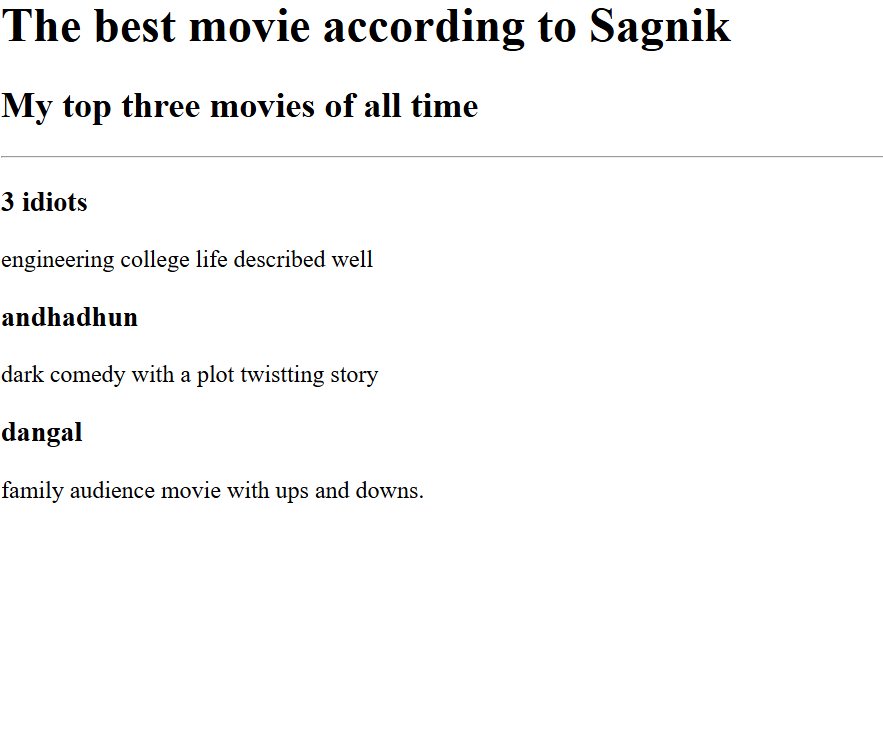 The best movie according to Sagnik
My top three movies of all time
3 idiots
engineering college life described well
andhadhun
dark comedy with a plot twistting story
dangal
family audience movie with ups and downs.